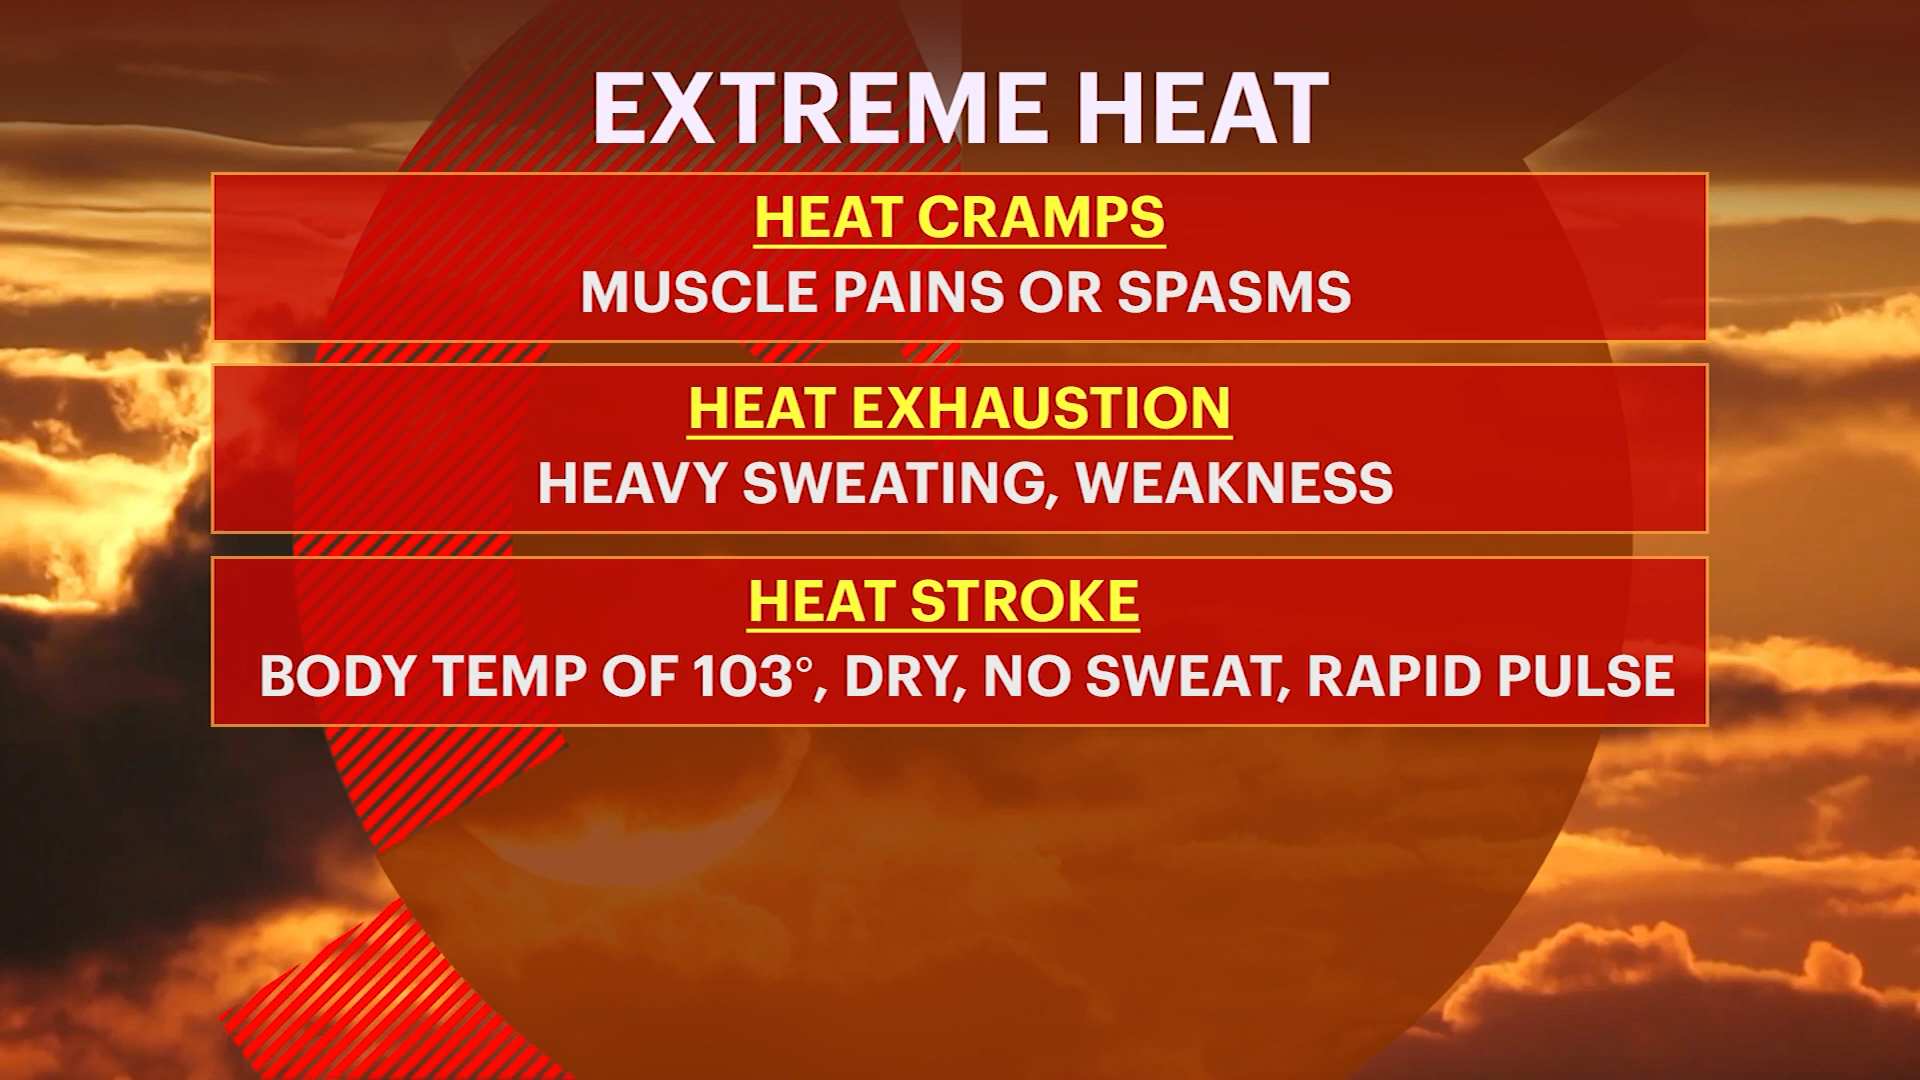 EXTREME HEAT
HEAT CRAMPS
MUSCLE PAINS OR SPASMS
HEAT EXHAUSTION
HEAVY SWEATING, WEAKNESS
HEAT STROKE
BODY TEMP OF 103°, DRY, NO SWEAT, RAPID PULSE